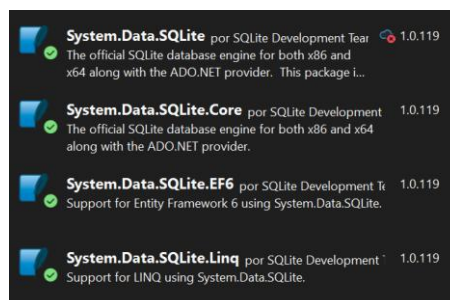 System.Data.SQLite por SQLite Development Tear 1.0.119
The official SQLite database engine for both x86 and
x64 along with the ADO.NET provider. This package i...
System.Data.SQLite.Core por SQLite Development 1.0.119
The official SQLite database engine for both x86 and x64
along with the ADO.NET provider.
System.Data.SQLite.EF6 por SQLite Development Te 1.0.119
Support for Entity Framework 6 using System.Data.SQLite.
System.Data.SQLite.Linq por SQLite Development 1.0.119
Support for LINQ using System.Data.SQLite.